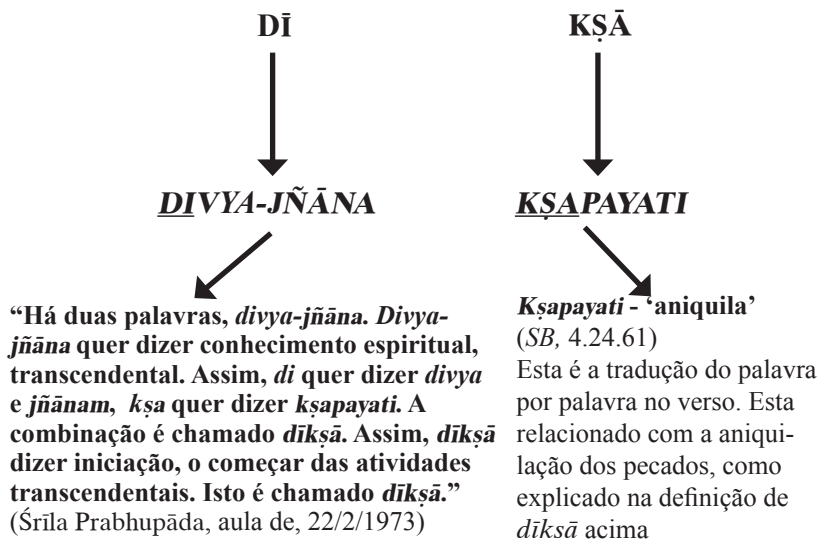 DĪ
KṢĀ
DIVYA-JÑĀNA
KṢAPAYATI
“Há duas palavras, divya-jñāna. Divya-
jñāna quer dizer conhecimento espiritual,
transcendental. Assim, di quer dizer divya
e jñānam, kṣa quer dizer kṣapayati. A
combinação é chamado dīkṣā. Assim, dīkṣā
dizer iniciação, o começar das atividades
transcendentais. Isto é chamado dīkṣā.”
(Śrīla Prabhupāda, aula de, 22/2/1973)
Kṣapayati - ‘aniquila’
(SB, 4.24.61)
Esta é a tradução do palavra
por palavra no verso. Esta
relacionado com a aniqui-
lação dos pecados, como
explicado na definição de
dīksā acima